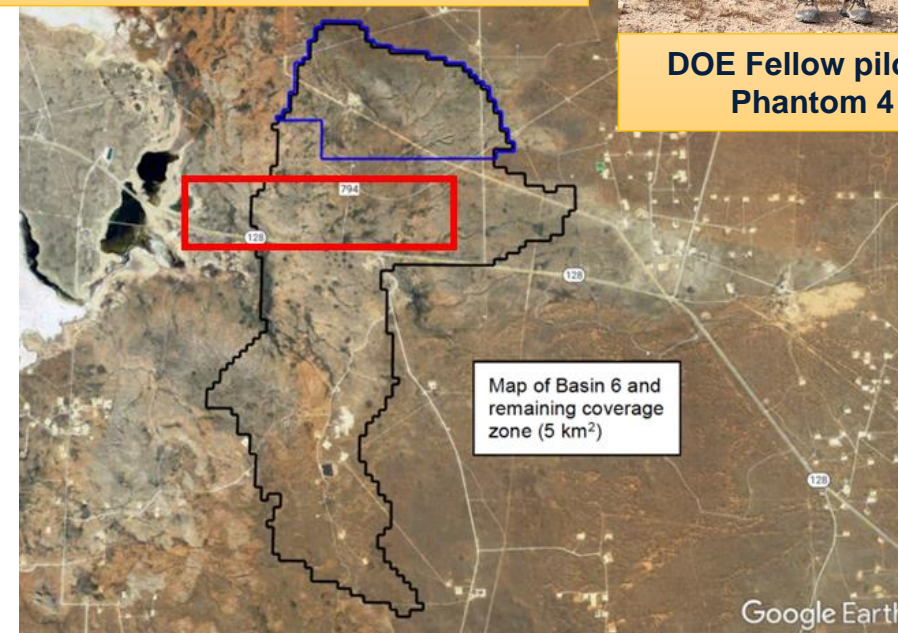 DOE Fellow
Phantom 4
794
128
128
Map of Basin 6 and
remaining coverage
zone (5 km²)
128
Google Earth